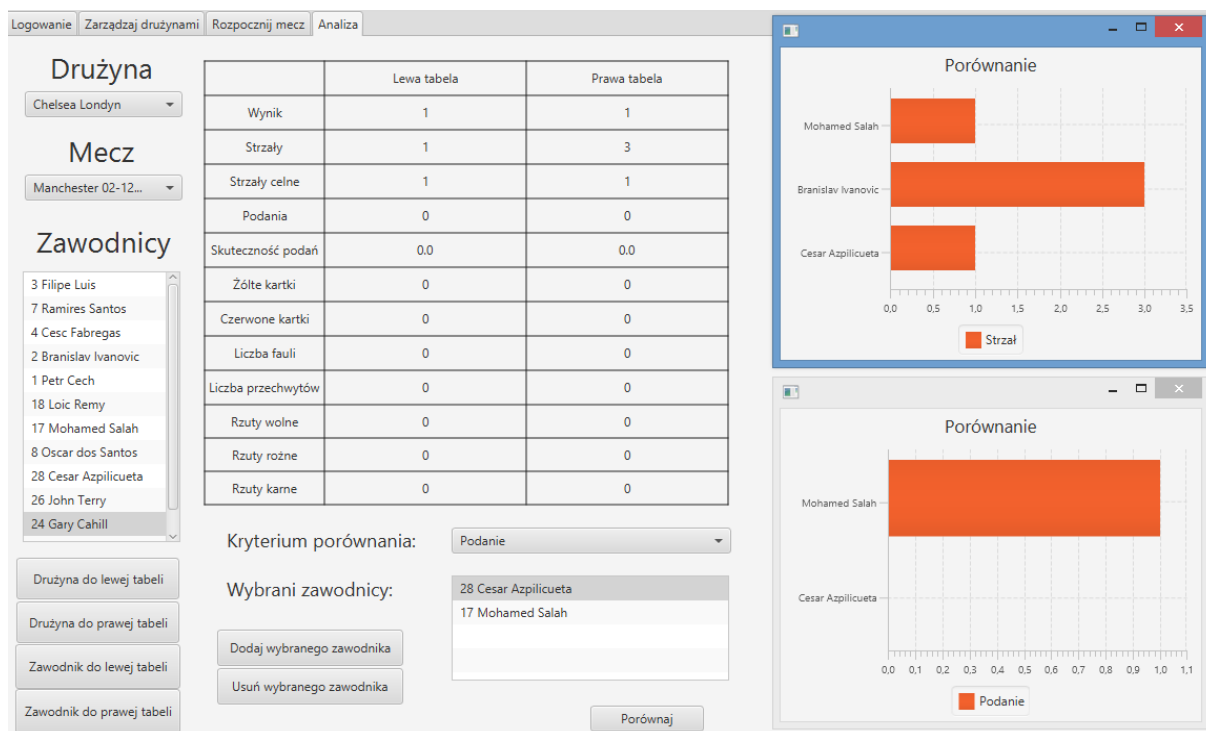 Logowanie Zarządzaj drużynami Rozpocznij mecz Analiza
Drużyna
Chelsea Londyn
Mecz
Manchester 02-12...
Zawodnicy
3 Filipe Luis
7 Ramires Santos
4 Cesc Fabregas
2 Branislav Ivanovic
1 Petr Cech
18 Loic Remy
17 Mohamed Salah
8 Oscar dos Santos
28 Cesar Azpilicueta
26 John Terry
24 Gary Cahill
Drużyna do lewej tabeli
Drużyna do prawej tabeli
Zawodnik do lewej tabeli
Zawodnik do prawej tabeli
Lewa tabela Prawa tabela
Wynik 1 1
Strzały 1 3
Strzały celne 1 1
Podania 0 0
Skuteczność podań 0.0 0.0
Żółte kartki 0 0
Czerwone kartki 0 0
Liczba fauli 0 0
Liczba przechwytów 0 0
Rzuty wolne 0 0
Rzuty rożne 0 0
Rzuty karne 0 0
Kryterium porównania: Podanie
Wybrani zawodnicy:
28 Cesar Azpilicueta
17 Mohamed Salah
Dodaj wybranego zawodnika
Usuń wybranego zawodnika
Porównaj
Porównanie
Mohamed Salah
Branislav Ivanovic
Cesar Azpilicueta
0,0 0,5 1,0 1,5 2,0 2,5 3,0 3,5
Strzał
Porównanie
Mohamed Salah
Cesar Azpilicueta
0,0 0,1 0,2 0,3 0,4 0,5 0,6 0,7 0,8 0,9 1,0 1,1
Podanie